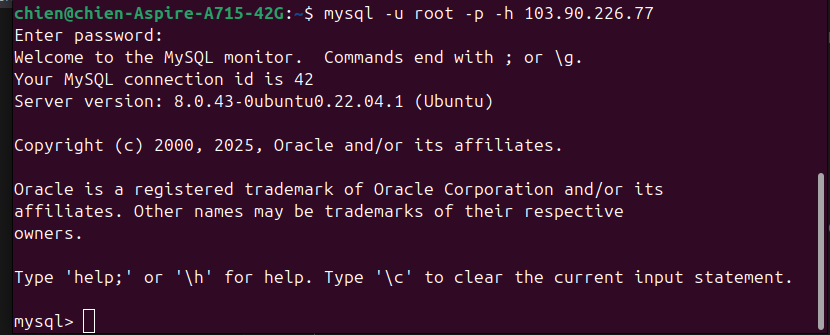 chien@chien-Aspire-A715-42G:~$ mysql -u root -p -h 103.90.226.77
Enter password:
Welcome to the MySQL monitor.  Commands end with ; or \g.
Your MySQL connection id is 42
Server version: 8.0.43-0ubuntu0.22.04.1 (Ubuntu)

Copyright (c) 2000, 2025, Oracle and/or its affiliates.

Oracle is a registered trademark of Oracle Corporation and/or its
affiliates. Other names may be trademarks of their respective
owners.

Type 'help;' or '\h' for help. Type '\c' to clear the current input statement.

mysql>